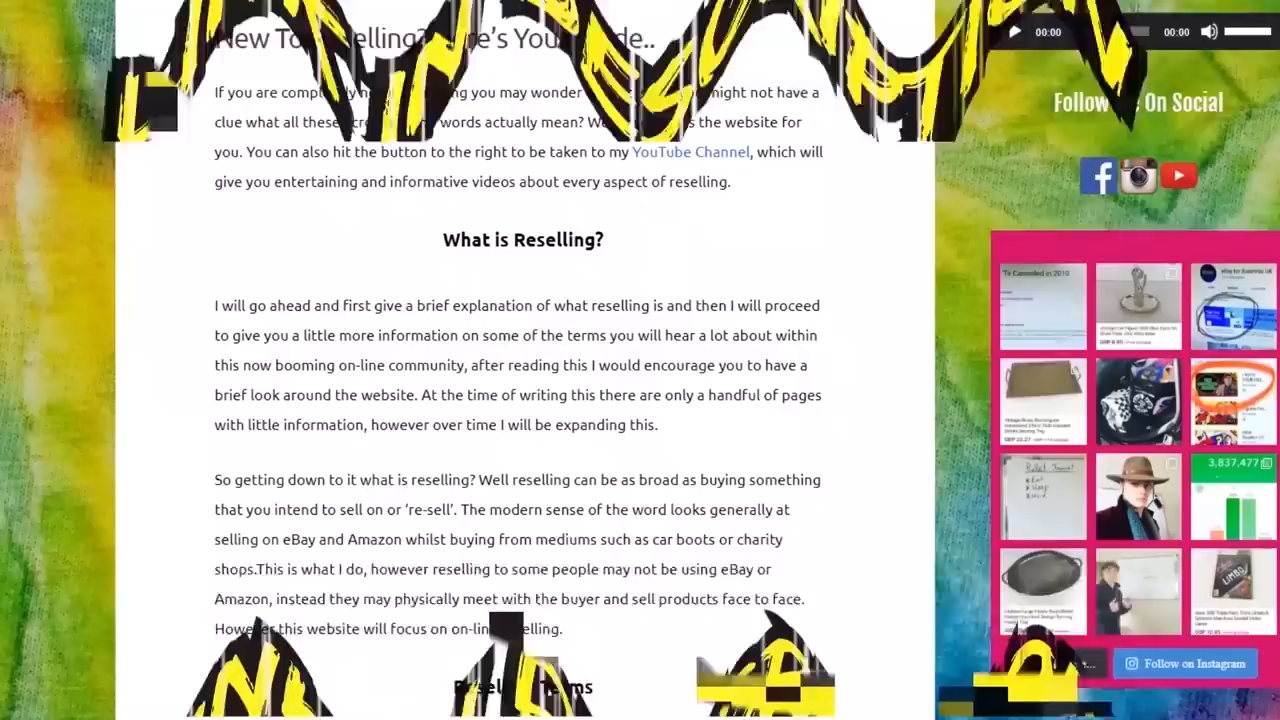 If you are
you may wonder
might not have a
clue what all these
words actually mean?
the website for
you. You can also hit the button to the right to be taken to my YouTube Channel, which will
give you entertaining and informative videos about every aspect of reselling.
What is Reselling?
I will go ahead and first give a brief explanation of what reselling is and then I will proceed
to give you a little more information on some of the terms you will hear a lot about within
this now booming on-line community, after reading this I would encourage you to have a
brief look around the website. At the time of writing this there are only a handful of pages
with little information, however over time I will be expanding this.
So getting down to it what is reselling? Well reselling can be as broad as buying something
that you intend to sell on or ‘re-sell’. The modern sense of the word looks generally at
selling on eBay and Amazon whilst buying from mediums such as car boots or charity
shops.This is what I do, however reselling to some people may not be using eBay or
Amazon, instead they may physically meet with the buyer and sell products face to face.
However this website will focus on on-line selling.
00:00
00:00
Follow
On Social
3,837,477
LIMBO
Follow on Instagram